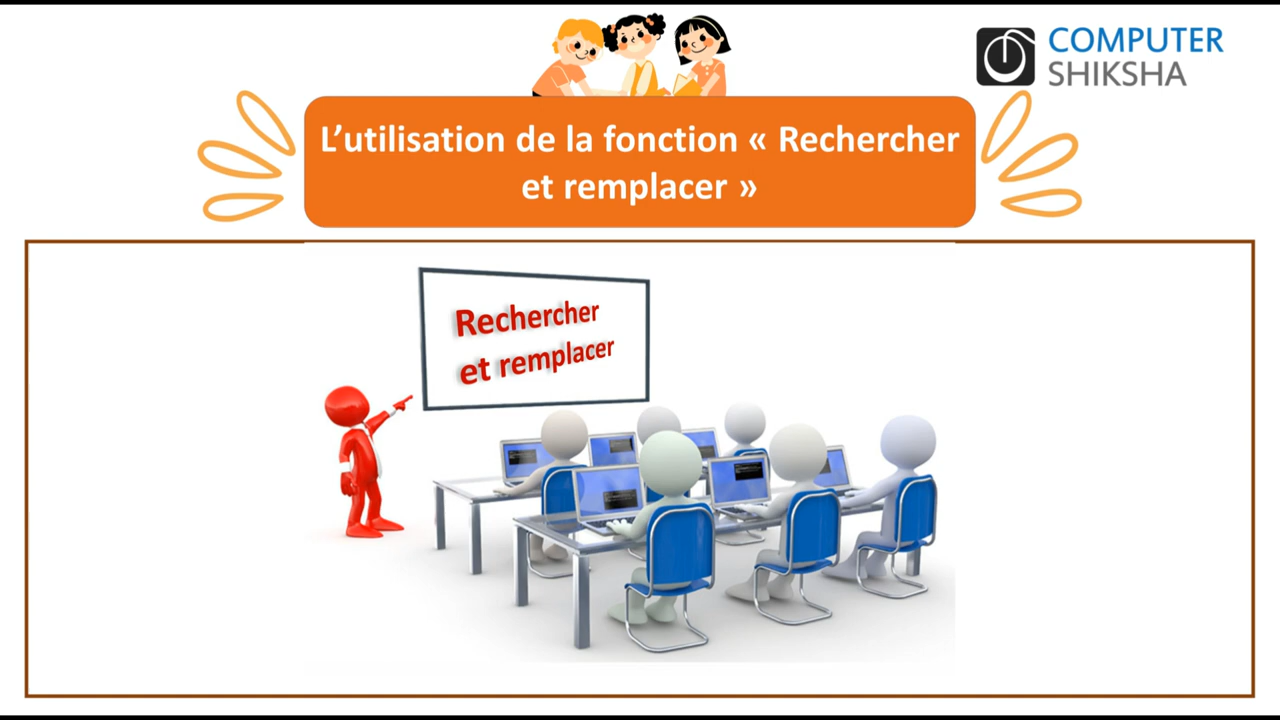 COMPUTER
SHIKSHA
L’utilisation de la fonction « Rechercher
et remplacer »
Rechercher
et remplacer